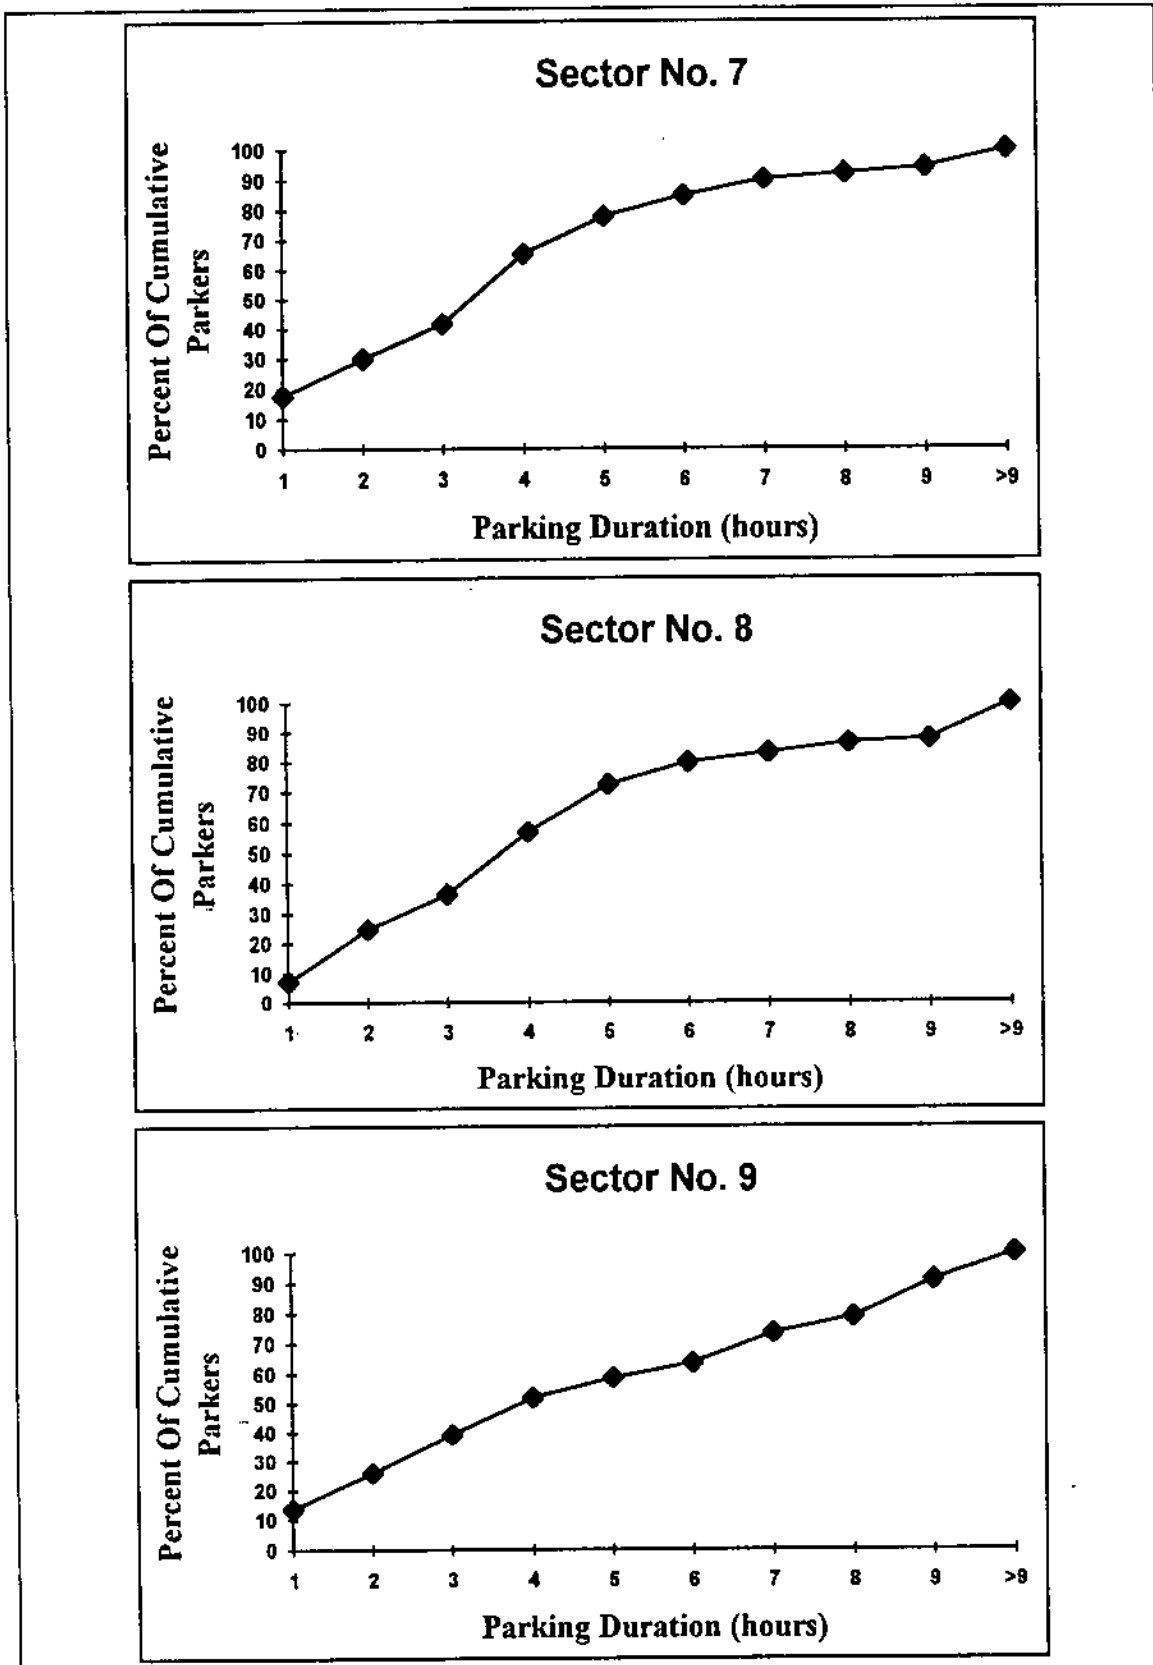 Sector No. 7
Percent Of Cumulative
Parkers
100
90
80
70
60
50
40
30
20
10
0
1 2 3 4 5 6 7 8 9 >9
Parking Duration (hours)
Sector No. 8
Percent Of Cumulative
Parkers
100
90
80
70
60
50
40
30
20
10
0
1 2 3 4 5 6 7 8 9 >9
Parking Duration (hours)
Sector No. 9
Percent Of Cumulative
Parkers
100
90
80
70
60
50
40
30
20
10
0
1 2 3 4 5 6 7 8 9 >9
Parking Duration (hours)